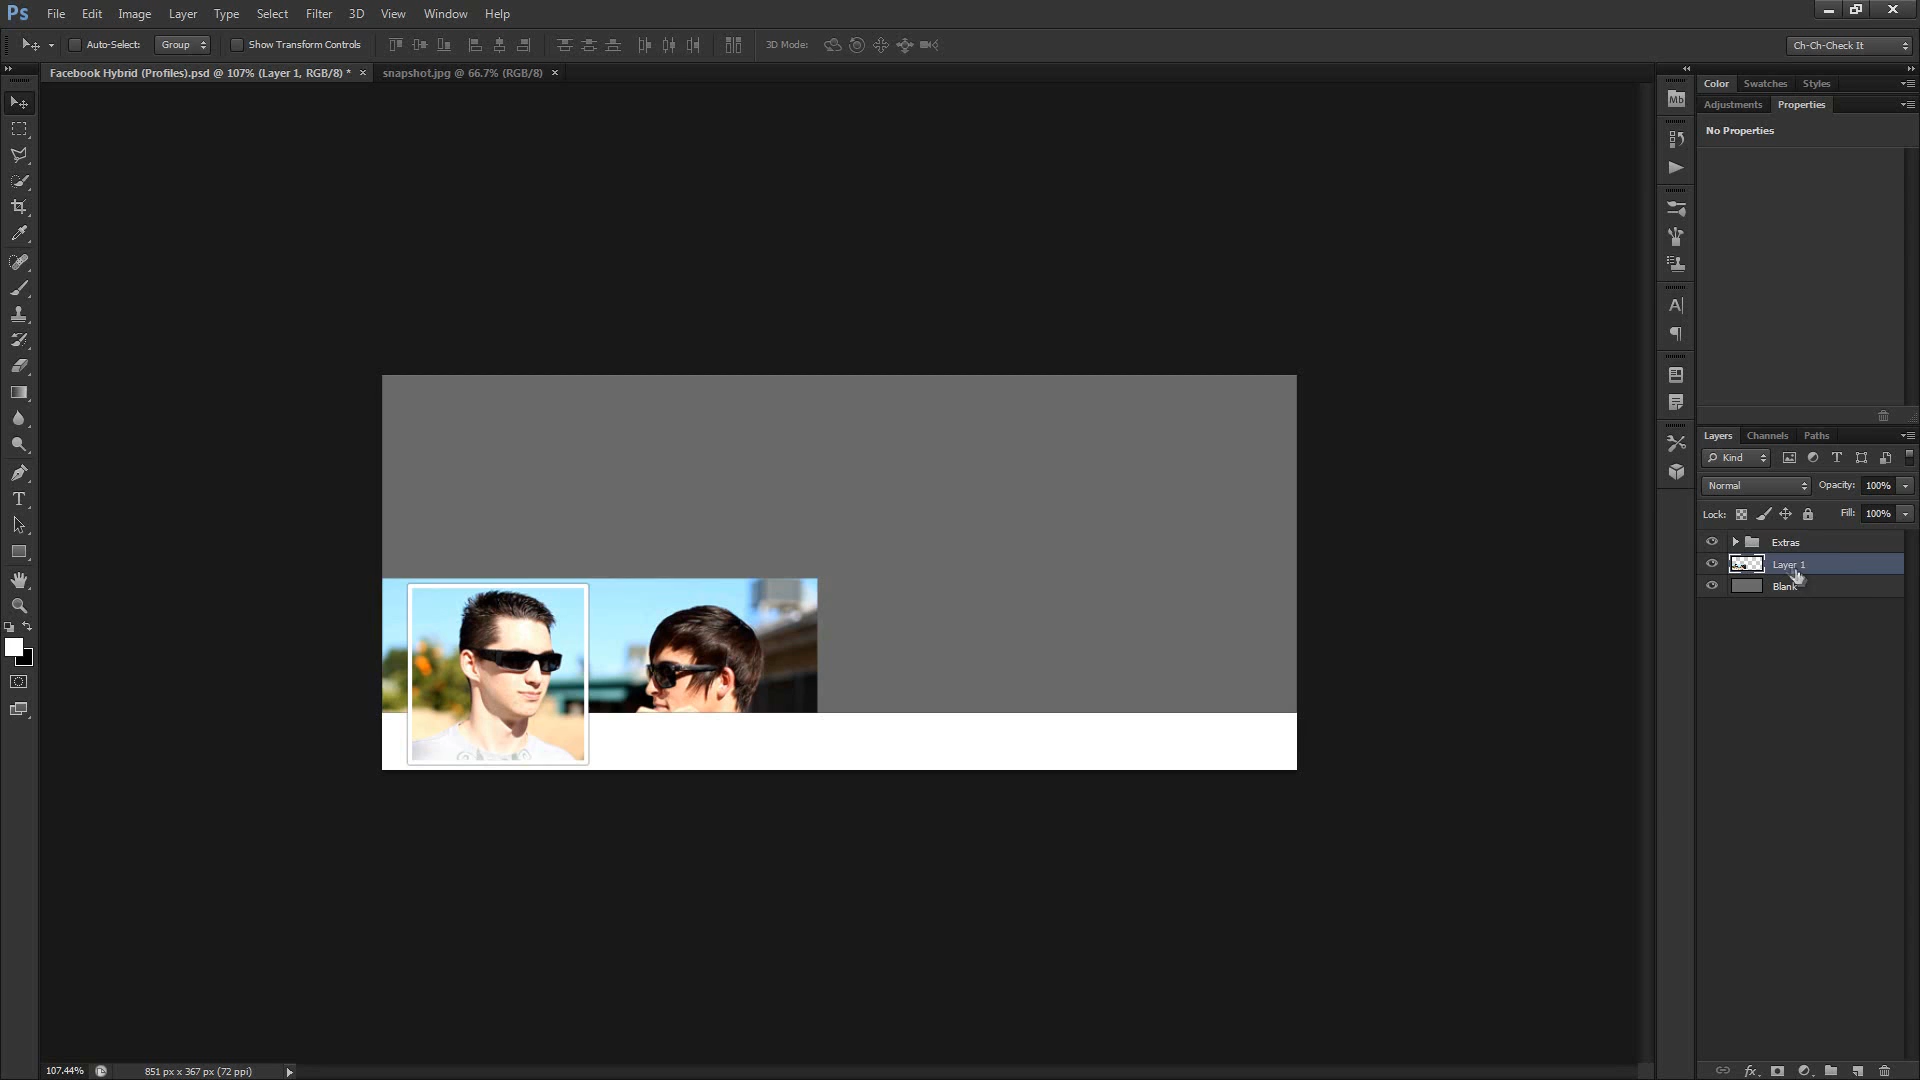 Ps File Edit Image Layer Type Select Filter 3D View Window Help
Auto-Select: Group Show Transform Controls 3D Mode: Ch-Ch-Check It
Facebook Hybrid (Profiles).psd @ 107% (Layer 1, RGB/8) * × snapshot.jpg @ 66.7% (RGB/8) ×
Color Swatches Styles
Mb
Adjustments Properties
No Properties
Layers Channels Paths
Kind
Normal Opacity: 100%
Lock: Fill: 100%
Extras
Layer 1
Blank
107.44% 851 px x 367 px (72 ppi)